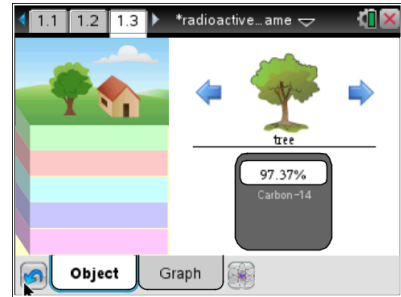 1.1 1.2 1.3 *radioactive...ame
tree
97.37%
Carbon-14
Object Graph